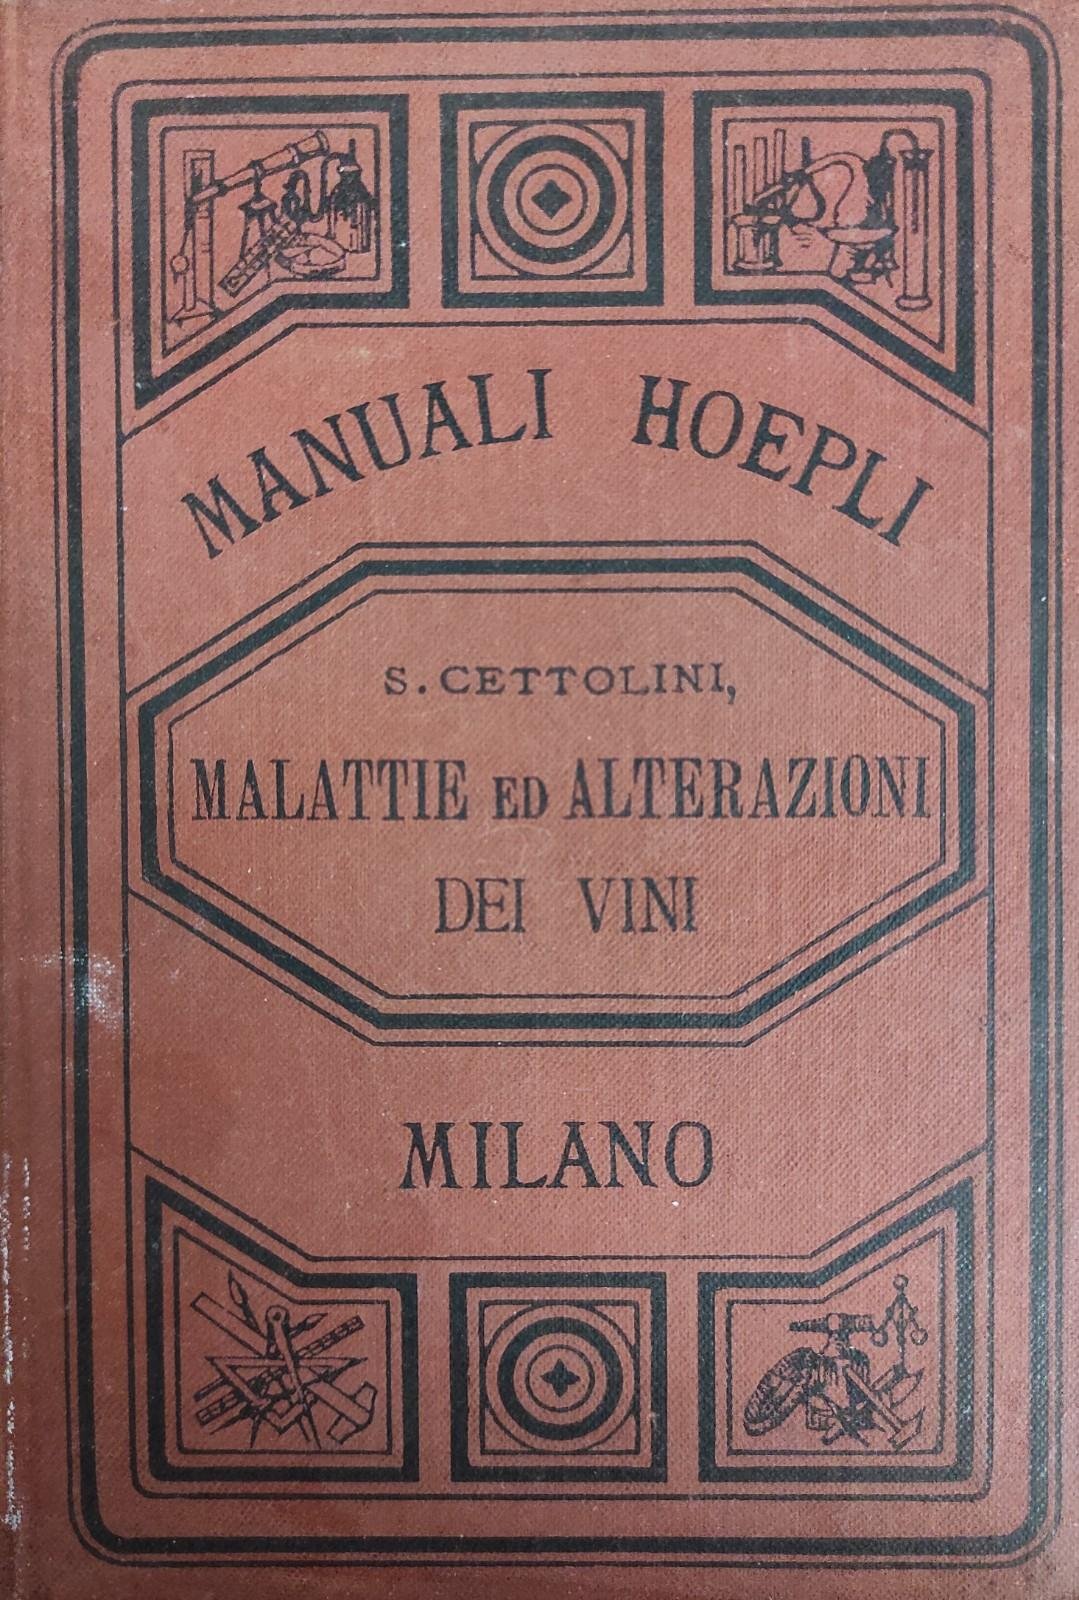 MANUALI HOEPLI
S. CETTOLINI,
MALATTIE ED ALTERAZIONI
DEI VINI
MILANO